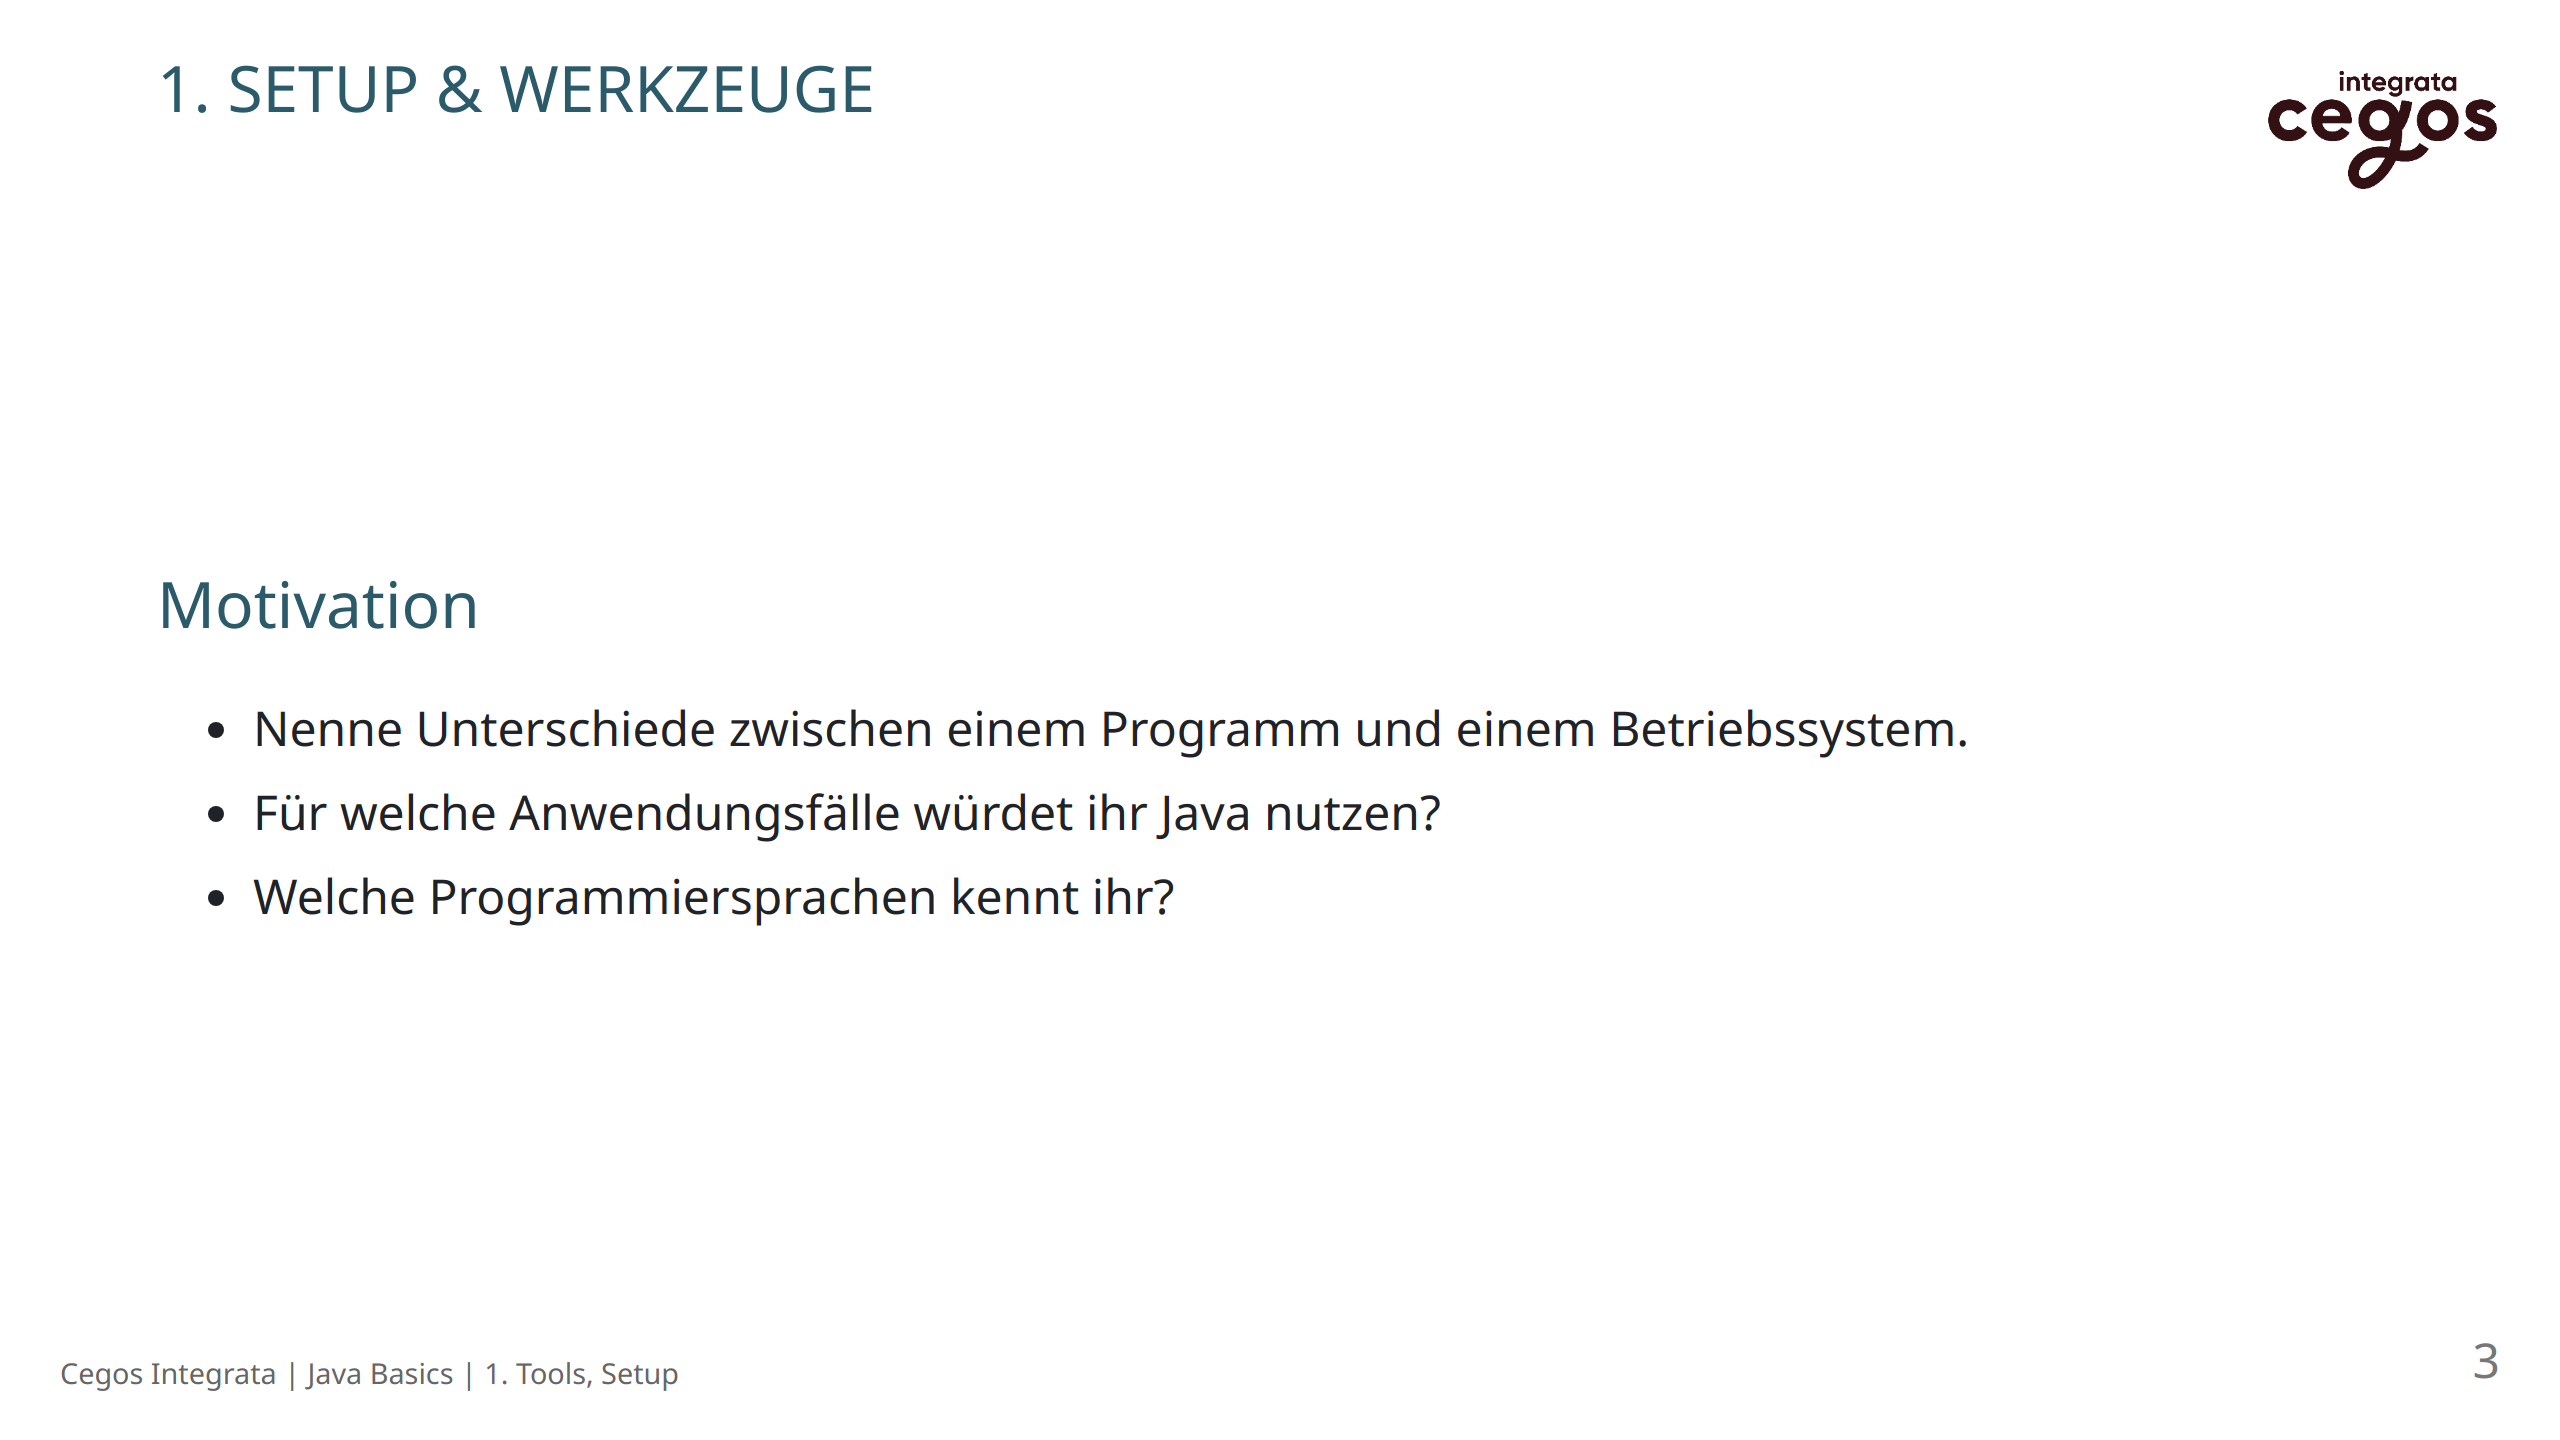 1. SETUP & WERKZEUGE
integrata
cegos
Motivation
• Nenne Unterschiede zwischen einem Programm und einem Betriebssystem.
• Für welche Anwendungsfälle würdet ihr Java nutzen?
• Welche Programmiersprachen kennt ihr?
Cegos Integrata | Java Basics | 1. Tools, Setup
3